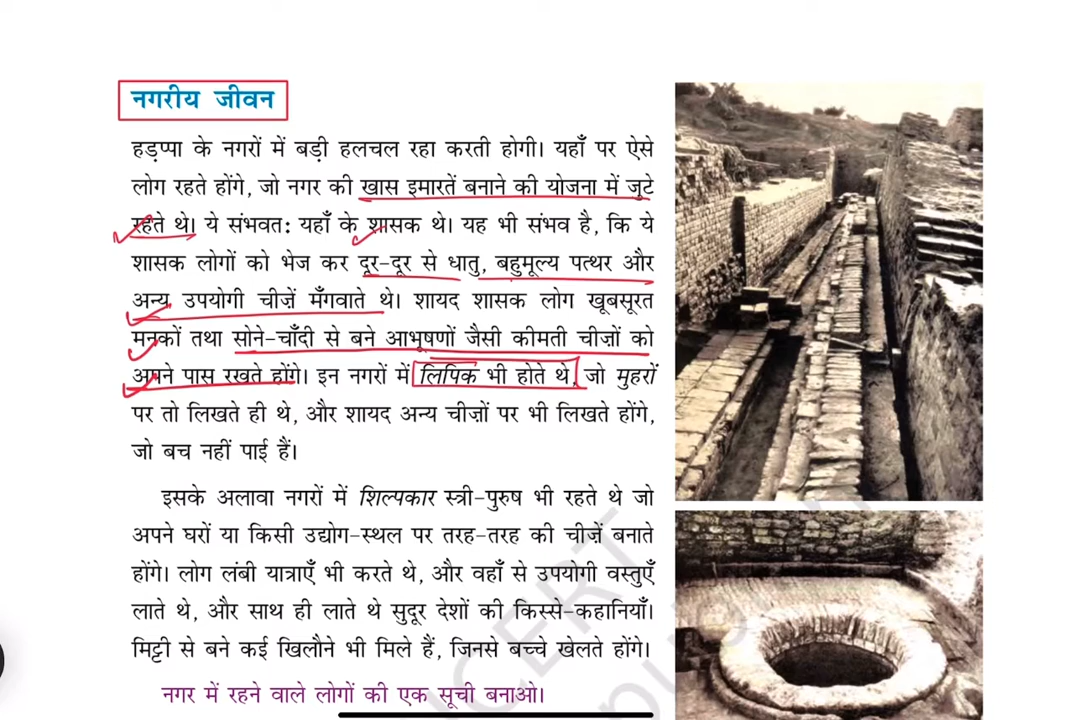 नगरीय जीवन
हड़प्पा के नगरों में बड़ी हलचल रहा करती होगी। यहाँ पर ऐसे
लोग रहते होंगे, जो नगर की खास इमारतें बनाने की योजना में जुटे
रहते थे। ये संभवत: यहाँ के शासक थे। यह भी संभव है, कि ये
शासक लोगों को भेज कर दूर-दूर से धातु, बहुमूल्य पत्थर और
अन्य उपयोगी चीज़ें मँगवाते थे। शायद शासक लोग खूबसूरत
मनकों तथा सोने-चाँदी से बने आभूषणों जैसी कीमती चीजों को
अपने पास रखते होंगे। इन नगरों में लिपिक भी होते थे, जो मुहरों
पर तो लिखते ही थे, और शायद अन्य चीज़ों पर भी लिखते होंगे,
जो बच नहीं पाई हैं।
इसके अलावा नगरों में शिल्पकार स्त्री-पुरुष भी रहते थे जो
अपने घरों या किसी उद्योग-स्थल पर तरह-तरह की चीज़ें बनाते
होंगे। लोग लंबी यात्राएँ भी करते थे, और वहाँ से उपयोगी वस्तुएँ
लाते थे, और साथ ही लाते थे सुदूर देशों की किस्से-कहानियाँ।
मिट्टी से बने कई खिलौने भी मिले हैं, जिनसे बच्चे खेलते होंगे।
नगर में रहने वाले लोगों की एक सूची बनाओ।
NCERT